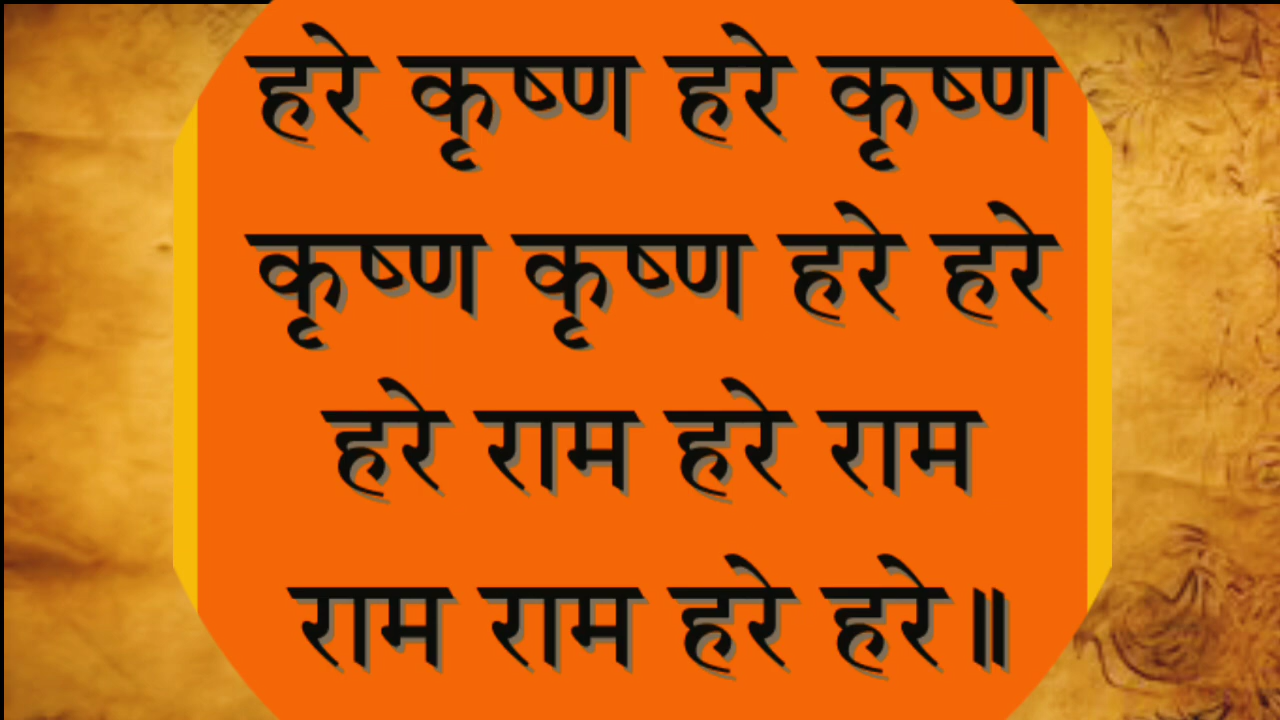 हरे कृष्ण हरे कृष्ण
कृष्ण कृष्ण हरे हरे
हरे राम हरे राम
राम राम हरे हरे॥